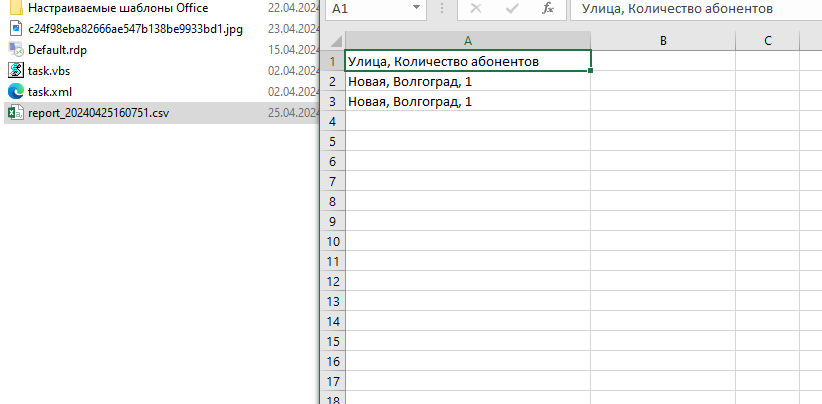 Настраиваемые шаблоны Office 22.04.2024
c24f98eba82666ae547b138be9933bd1.jpg 23.04.2024
Default.rdp 15.04.2024
task.vbs 02.04.2024
task.xml 02.04.2024
report_20240425160751.csv 25.04.2024
A1 fx Улица, Количество абонентов
A B C
1 Улица, Количество абонентов
2 Новая, Волгоград, 1
3 Новая, Волгоград, 1
4
5
6
7
8
9
10
11
12
13
14
15
16
17
18